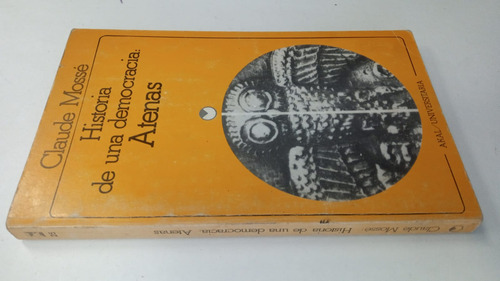 Claude Mossé
Historia
de una democracia:
Atenas
AKAL/UNIVERSITARIA
Claude Mossé Historia de una democracia: Atenas